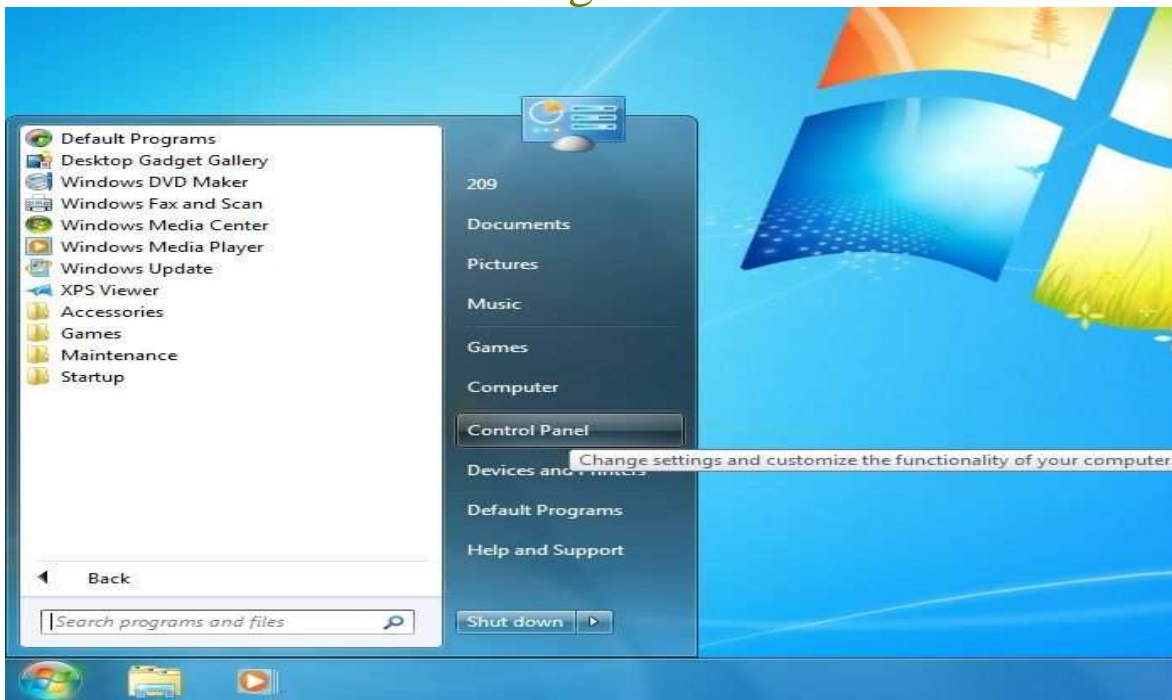 Default Programs
Desktop Gadget Gallery
Windows DVD Maker
Windows Fax and Scan
Windows Media Center
Windows Media Player
Windows Update
XPS Viewer
Accessories
Games
Maintenance
Startup
Back
Search programs and files
209
Documents
Pictures
Music
Games
Computer
Control Panel
Change settings and customize the functionality of your computer
Devices and Printers
Default Programs
Help and Support
Shut down